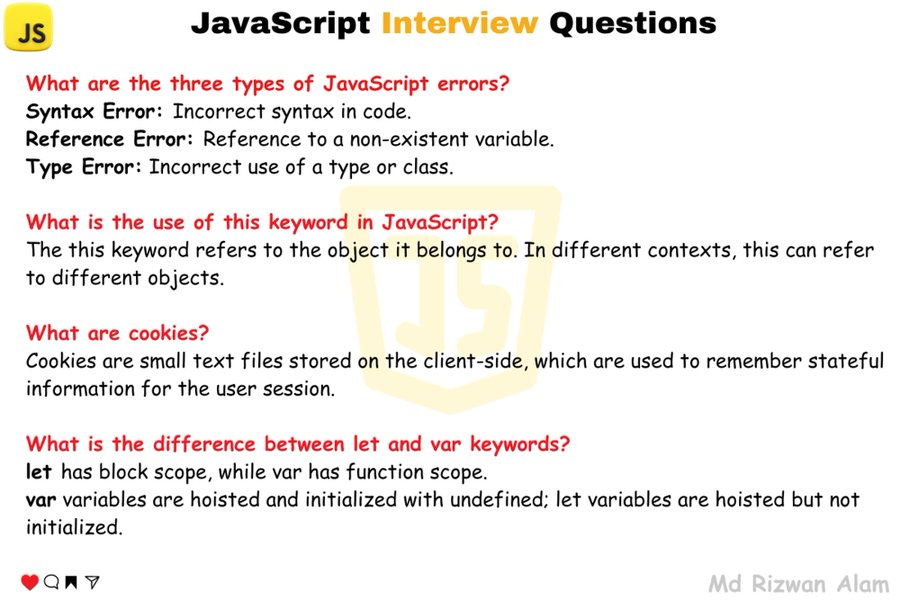 JS
JavaScript Interview Questions
What are the three types of JavaScript errors?
Syntax Error: Incorrect syntax in code.
Reference Error: Reference to a non-existent variable.
Type Error: Incorrect use of a type or class.
What is the use of this keyword in JavaScript?
The this keyword refers to the object it belongs to. In different contexts, this can refer
to different objects.
What are cookies?
Cookies are small text files stored on the client-side, which are used to remember stateful
information for the user session.
What is the difference between let and var keywords?
let has block scope, while var has function scope.
var variables are hoisted and initialized with undefined; let variables are hoisted but not
initialized.
JS
Md Rizwan Alam